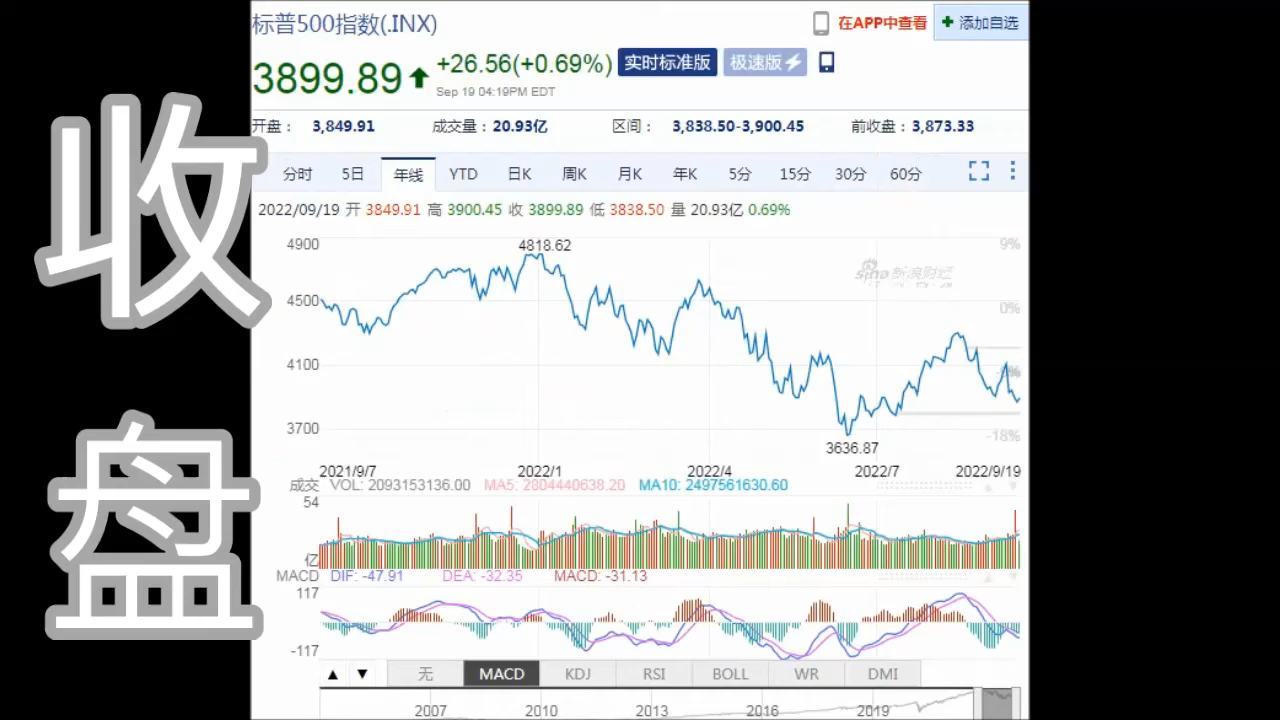 收
盘
标普500指数(.INX)
在APP中查看
添加自选
3899.89
+26.56(+0.69%)
实时标准版
极速版
Sep 19 04:19PM EDT
开盘： 3,849.91 成交量：20.93亿 区间： 3,838.50-3,900.45 前收盘：3,873.33
分时 5日 年线 YTD 日K 周K 月K 年K 5分 15分 30分 60分
2022/09/19 开 3849.91 高 3900.45 收 3899.89 低 3838.50 量 20.93亿 0.69%
4900 4818.62 9%
sina 新浪财经
4500 0%
4100
3700 -18%
3636.87
2021/9/7 2022/1 2022/4 2022/7 2022/9/19
成交 VOL: 2093153136.00 MA5: 2804440638.20 MA10: 2497561630.60
54
亿
MACD DIF: -47.91 DEA: -32.35 MACD: -31.13
117
-117
▲ ▼ 无 MACD KDJ RSI BOLL WR DMI
2007 2010 2013 2016 2019